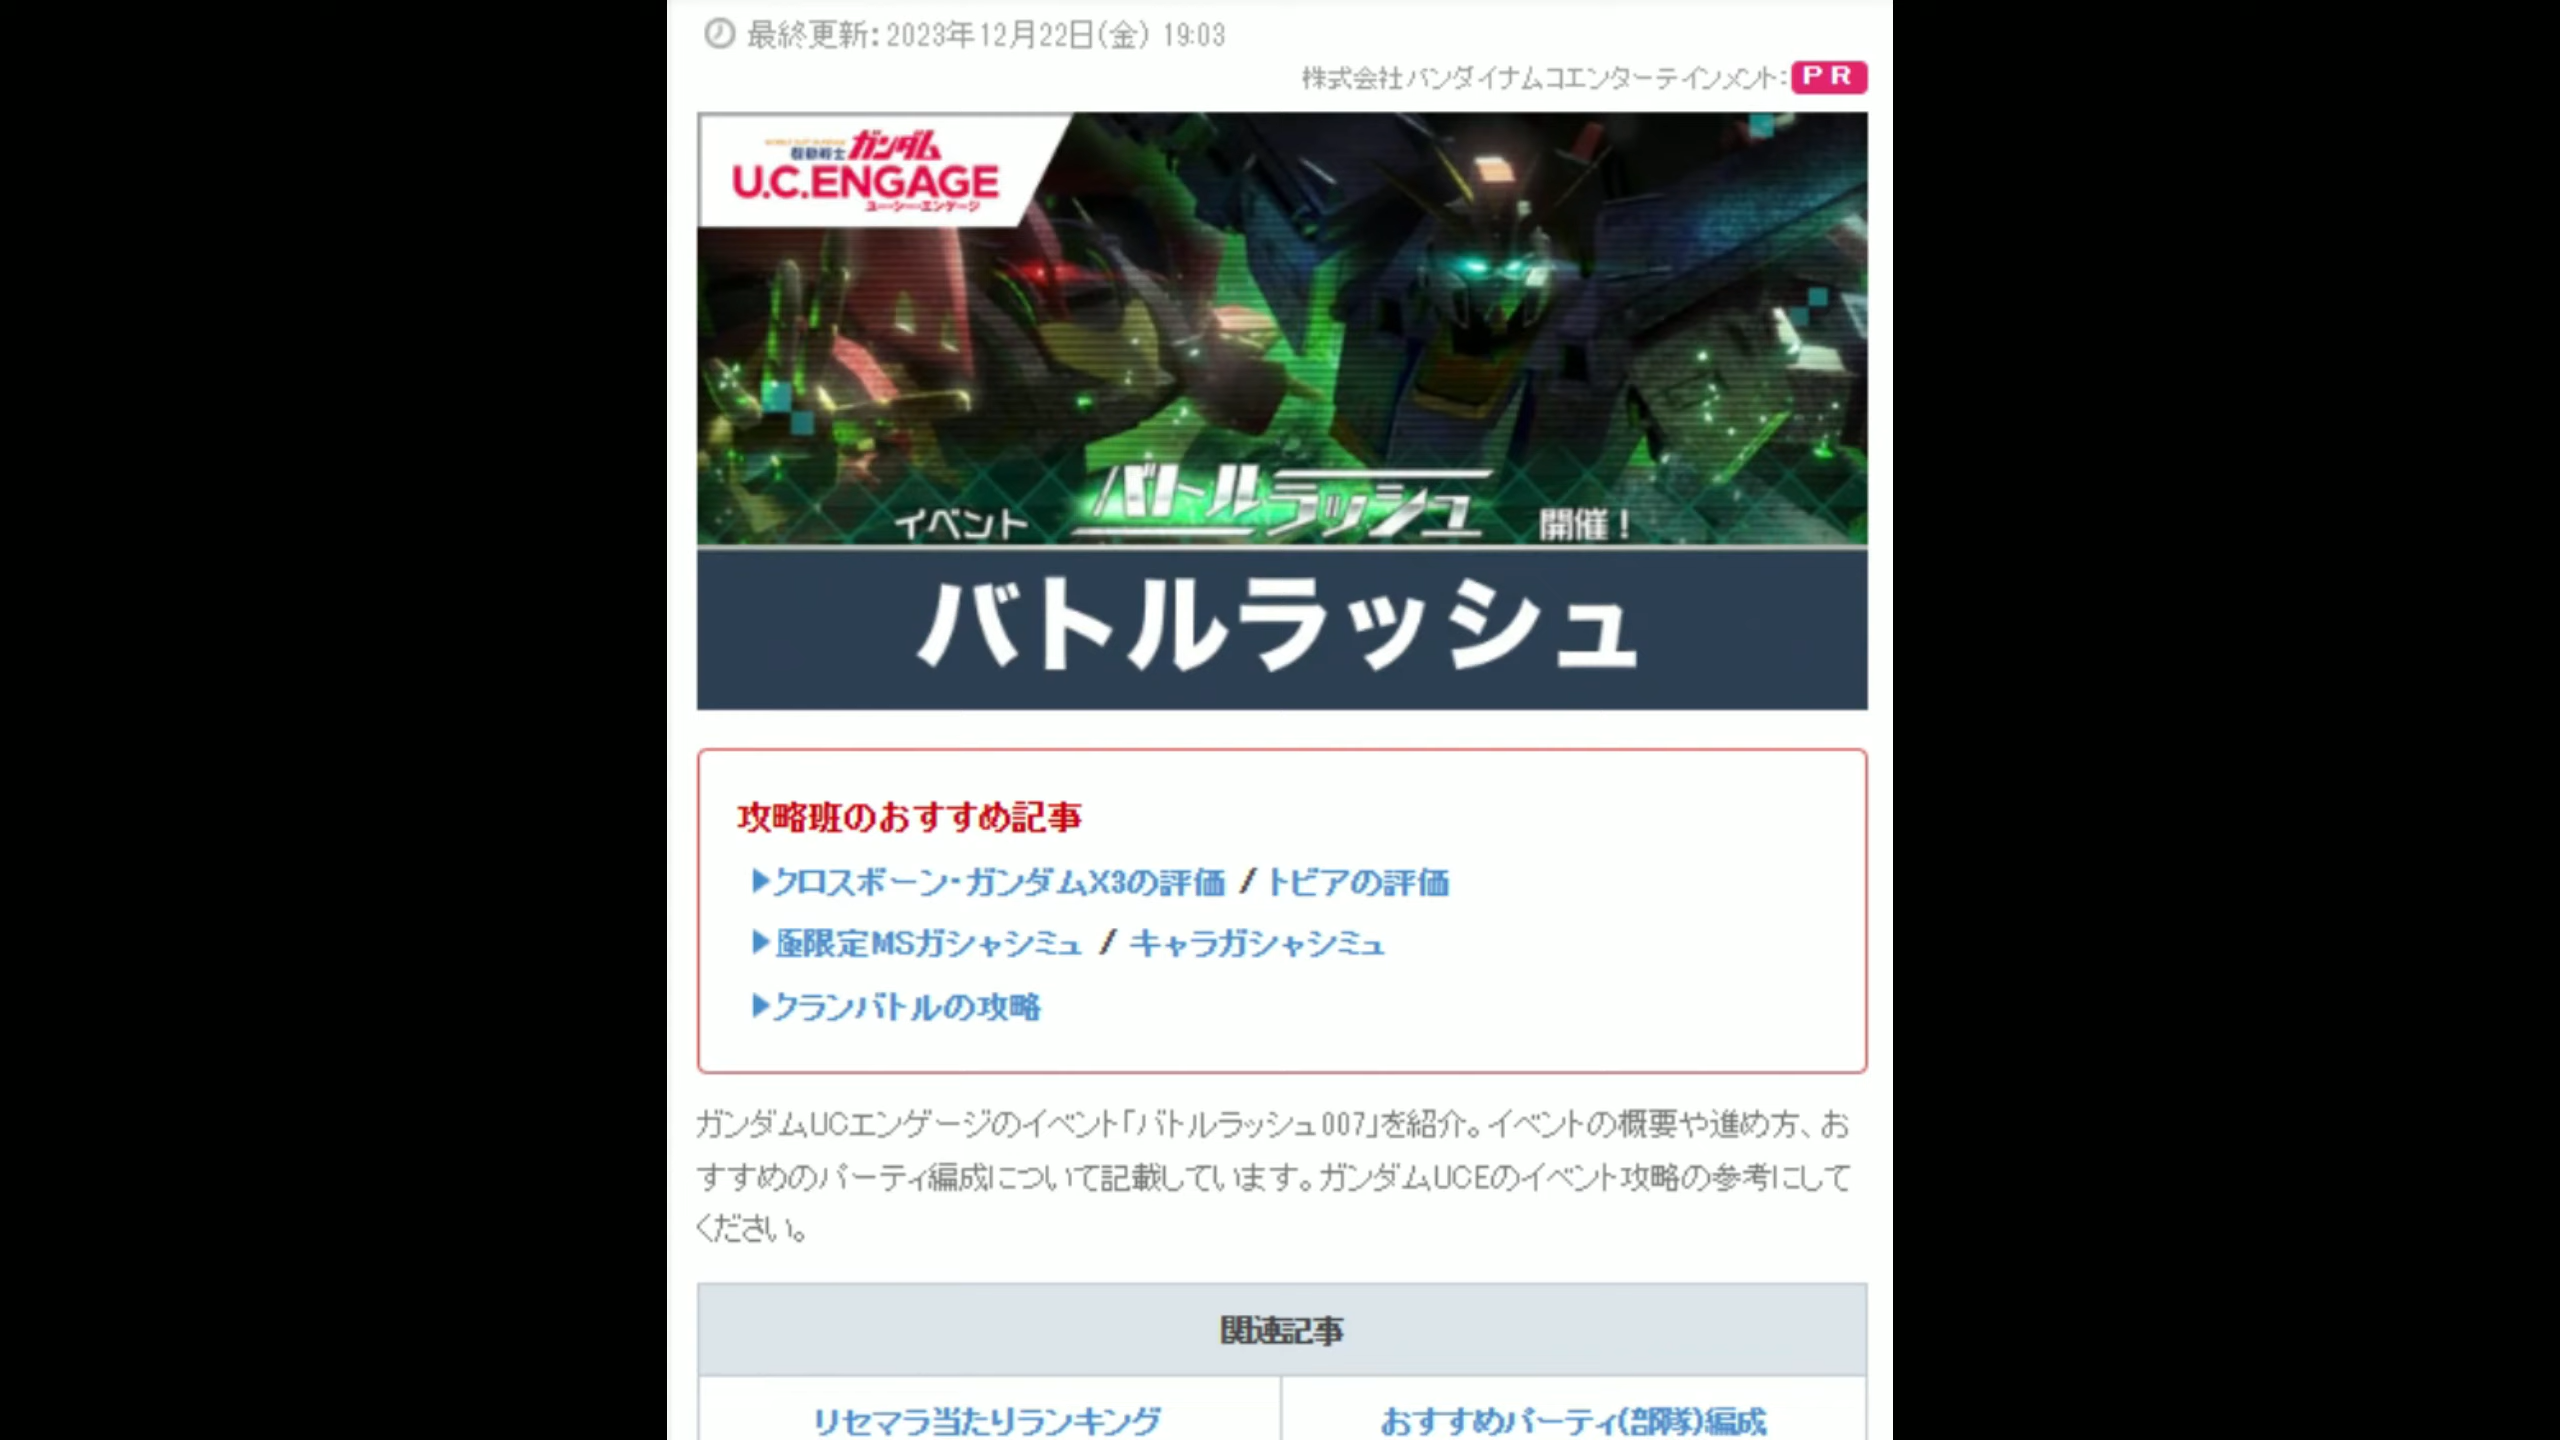 最終更新：2023年12月22日(金) 19:03
株式会社バンダイナムコエンターテインメント：PR
機動戦士ガンダム
U.C.ENGAGE
ユーシーエンゲージ
イベント バトルラッシュ 開催！
バトルラッシュ
攻略班のおすすめ記事
▶クロスボーン・ガンダムX3の評価 / トビアの評価
▶極限定MSガシャシミュ / キャラガシャシミュ
▶クランバトルの攻略
ガンダムUCエンゲージのイベント「バトルラッシュ007」を紹介。イベントの概要や進め方、お
すすめのパーティ編成について記載しています。ガンダムUCEのイベント攻略の参考にして
ください。
関連記事
リセマラ当たりランキング
おすすめパーティ(部隊)編成